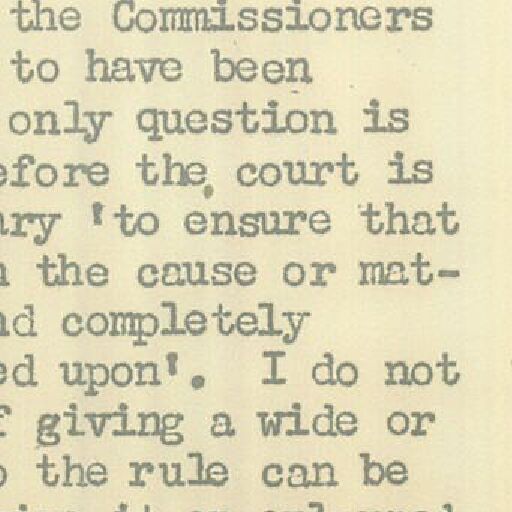 the Commissioners
to have been
only question is
efore the court is
ary 'to ensure that
n the cause or mat-
nd completely
ed upon'. I do not
f giving a wide or
o the rule can be